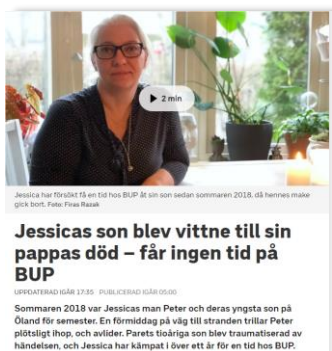 2 min
Jessica har försökt få en tid hos BUP åt sin son sedan sommaren 2018, då hennes make
gick bort. Foto: Firas Razak
Jessicas son blev vittne till sin
pappas död – får ingen tid på
BUP
UPPDATERAD IGÅR 17:35 PUBLICERAD IGÅR 05:00
Sommaren 2018 var Jessicas man Peter och deras yngsta son på
Öland för semester. En förmiddag på väg till stranden trillar Peter
plötsligt ihop, och avlider. Parets tioåriga son blev traumatiserad av
händelsen, och Jessica har kämpat i över ett år för en tid hos BUP.